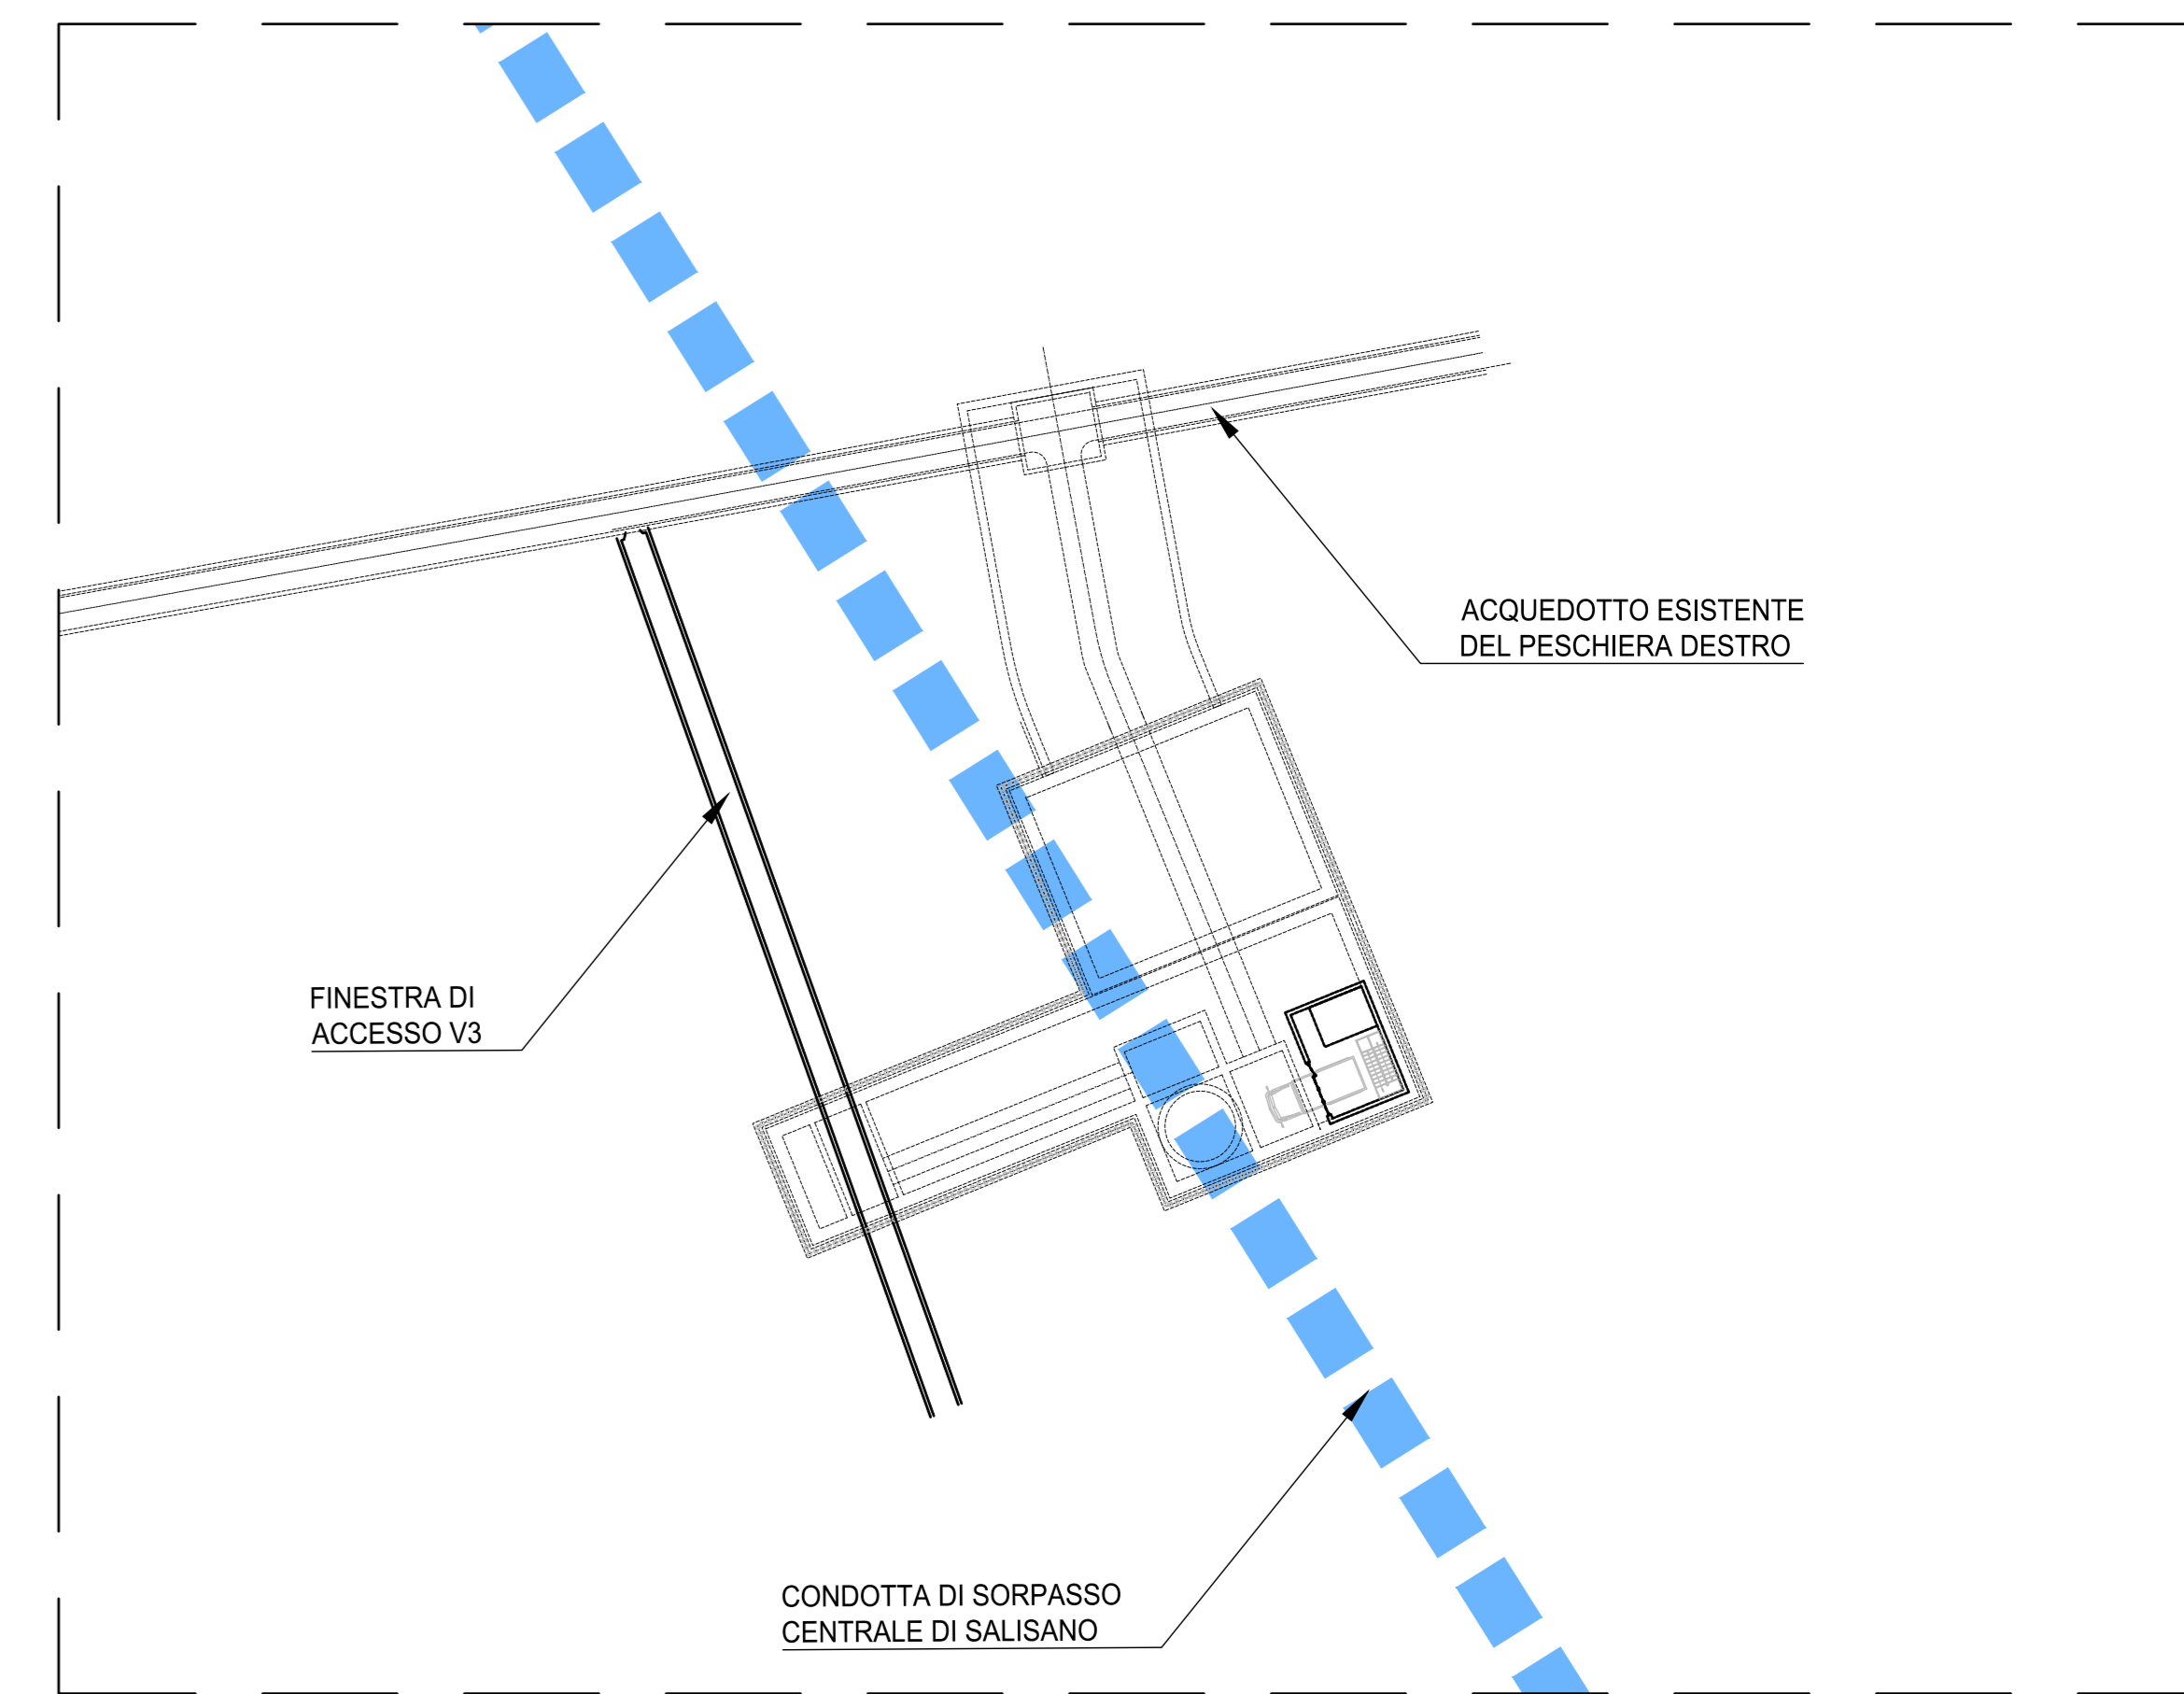 ACQUEDOTTO ESISTENTE
DEL PESCHIERA DESTRO
FINESTRA DI
ACCESSO V3
CONDOTTA DI SORPASSO
CENTRALE DI SALISANO